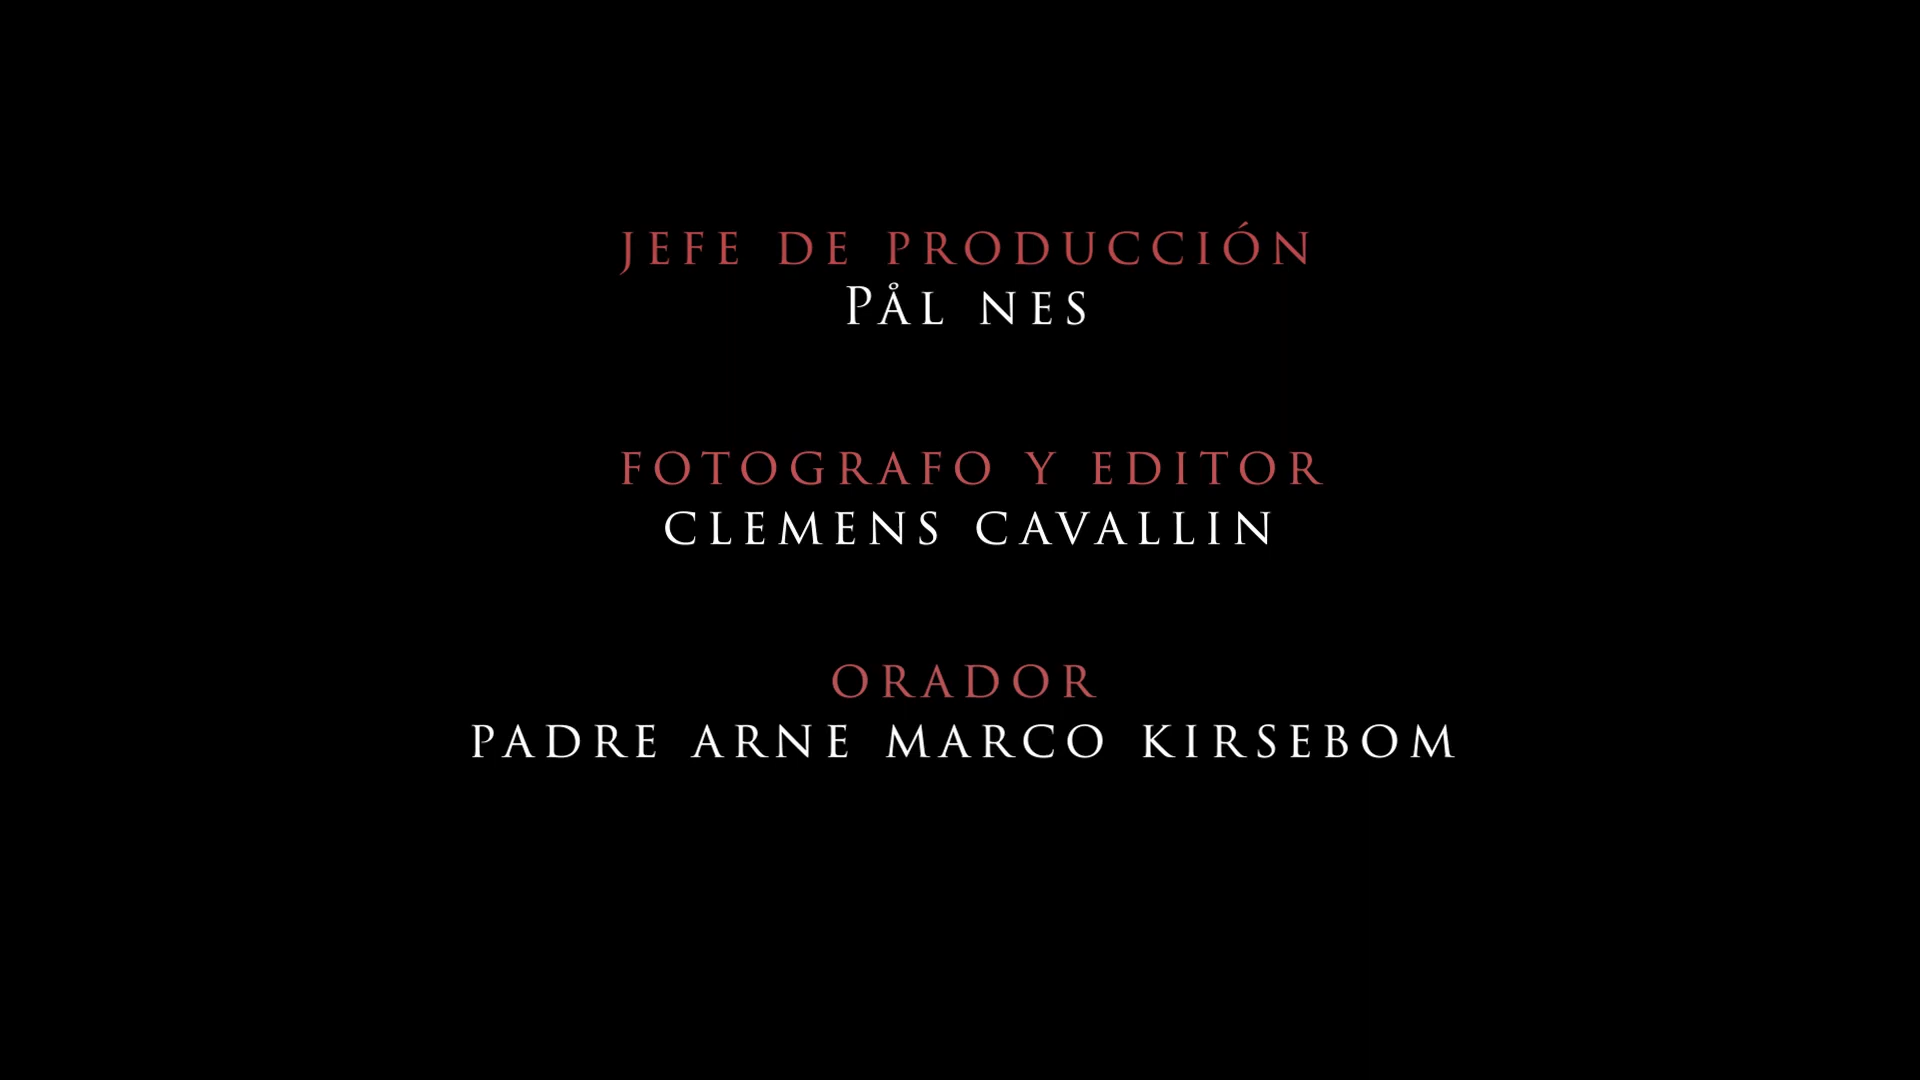 JEFE DE PRODUCCIÓN
PÅL NES
FOTOGRAFO Y EDITOR
CLEMENS CAVALLIN
ORADOR
PADRE ARNE MARCO KIRSEBOM